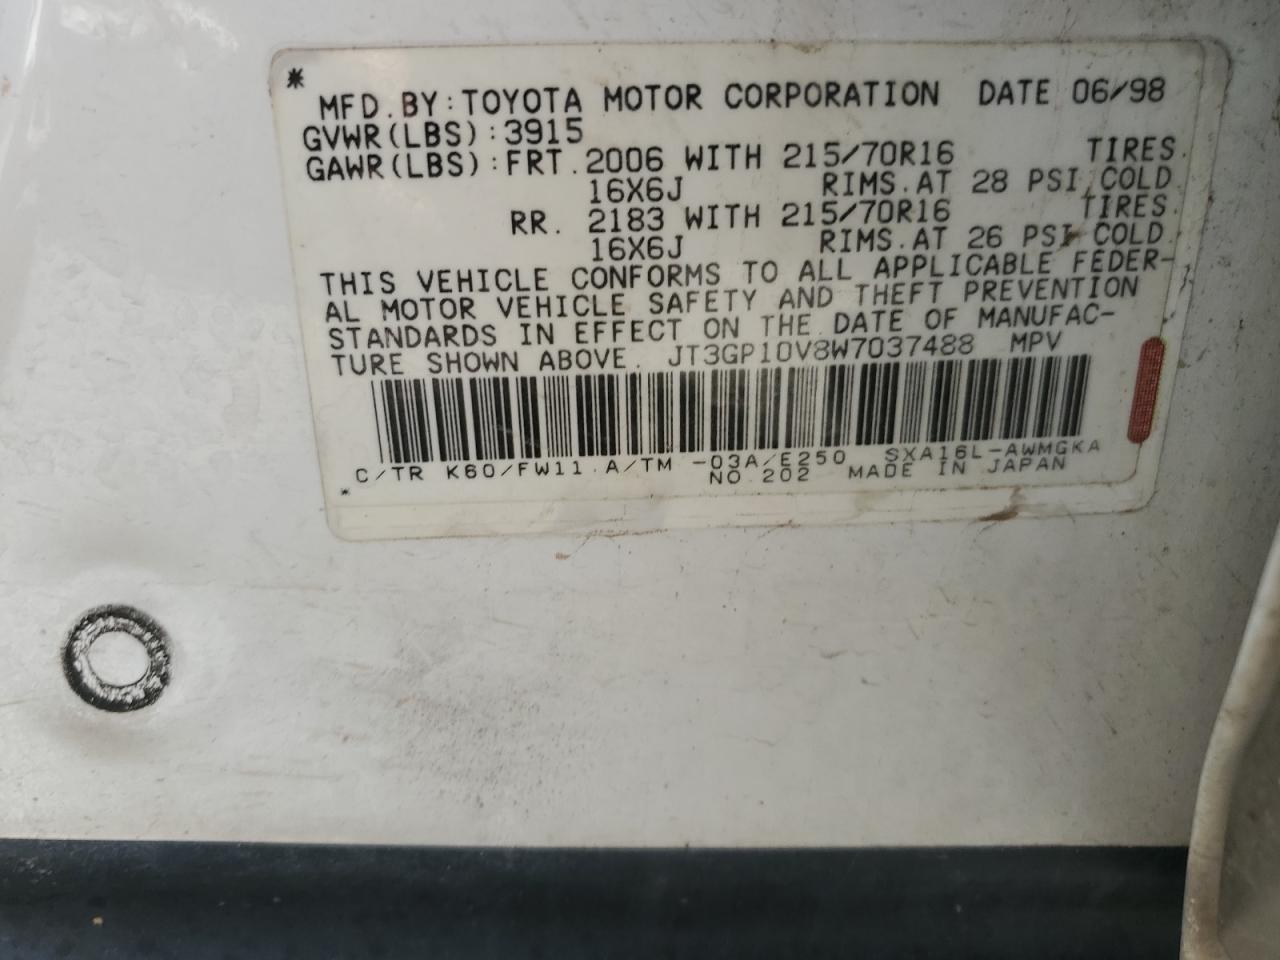 *
MFD. BY: TOYOTA MOTOR CORPORATION DATE 06/98
GVWR(LBS): 3915
GAWR(LBS): FRT. 2006 WITH 215/70R16 TIRES.
16X6J RIMS. AT 28 PSI COLD
RR. 2183 WITH 215/70R16 TIRES.
16X6J RIMS. AT 26 PSI COLD.
THIS VEHICLE CONFORMS TO ALL APPLICABLE FEDER-
AL MOTOR VEHICLE SAFETY AND THEFT PREVENTION
STANDARDS IN EFFECT ON THE DATE OF MANUFAC-
TURE SHOWN ABOVE. JT3GP10V8W7037488 MPV
C/TR K60/FW11 A/TM -03A/E250 SXA16L-AWMGKA
* NO. 202 MADE IN JAPAN